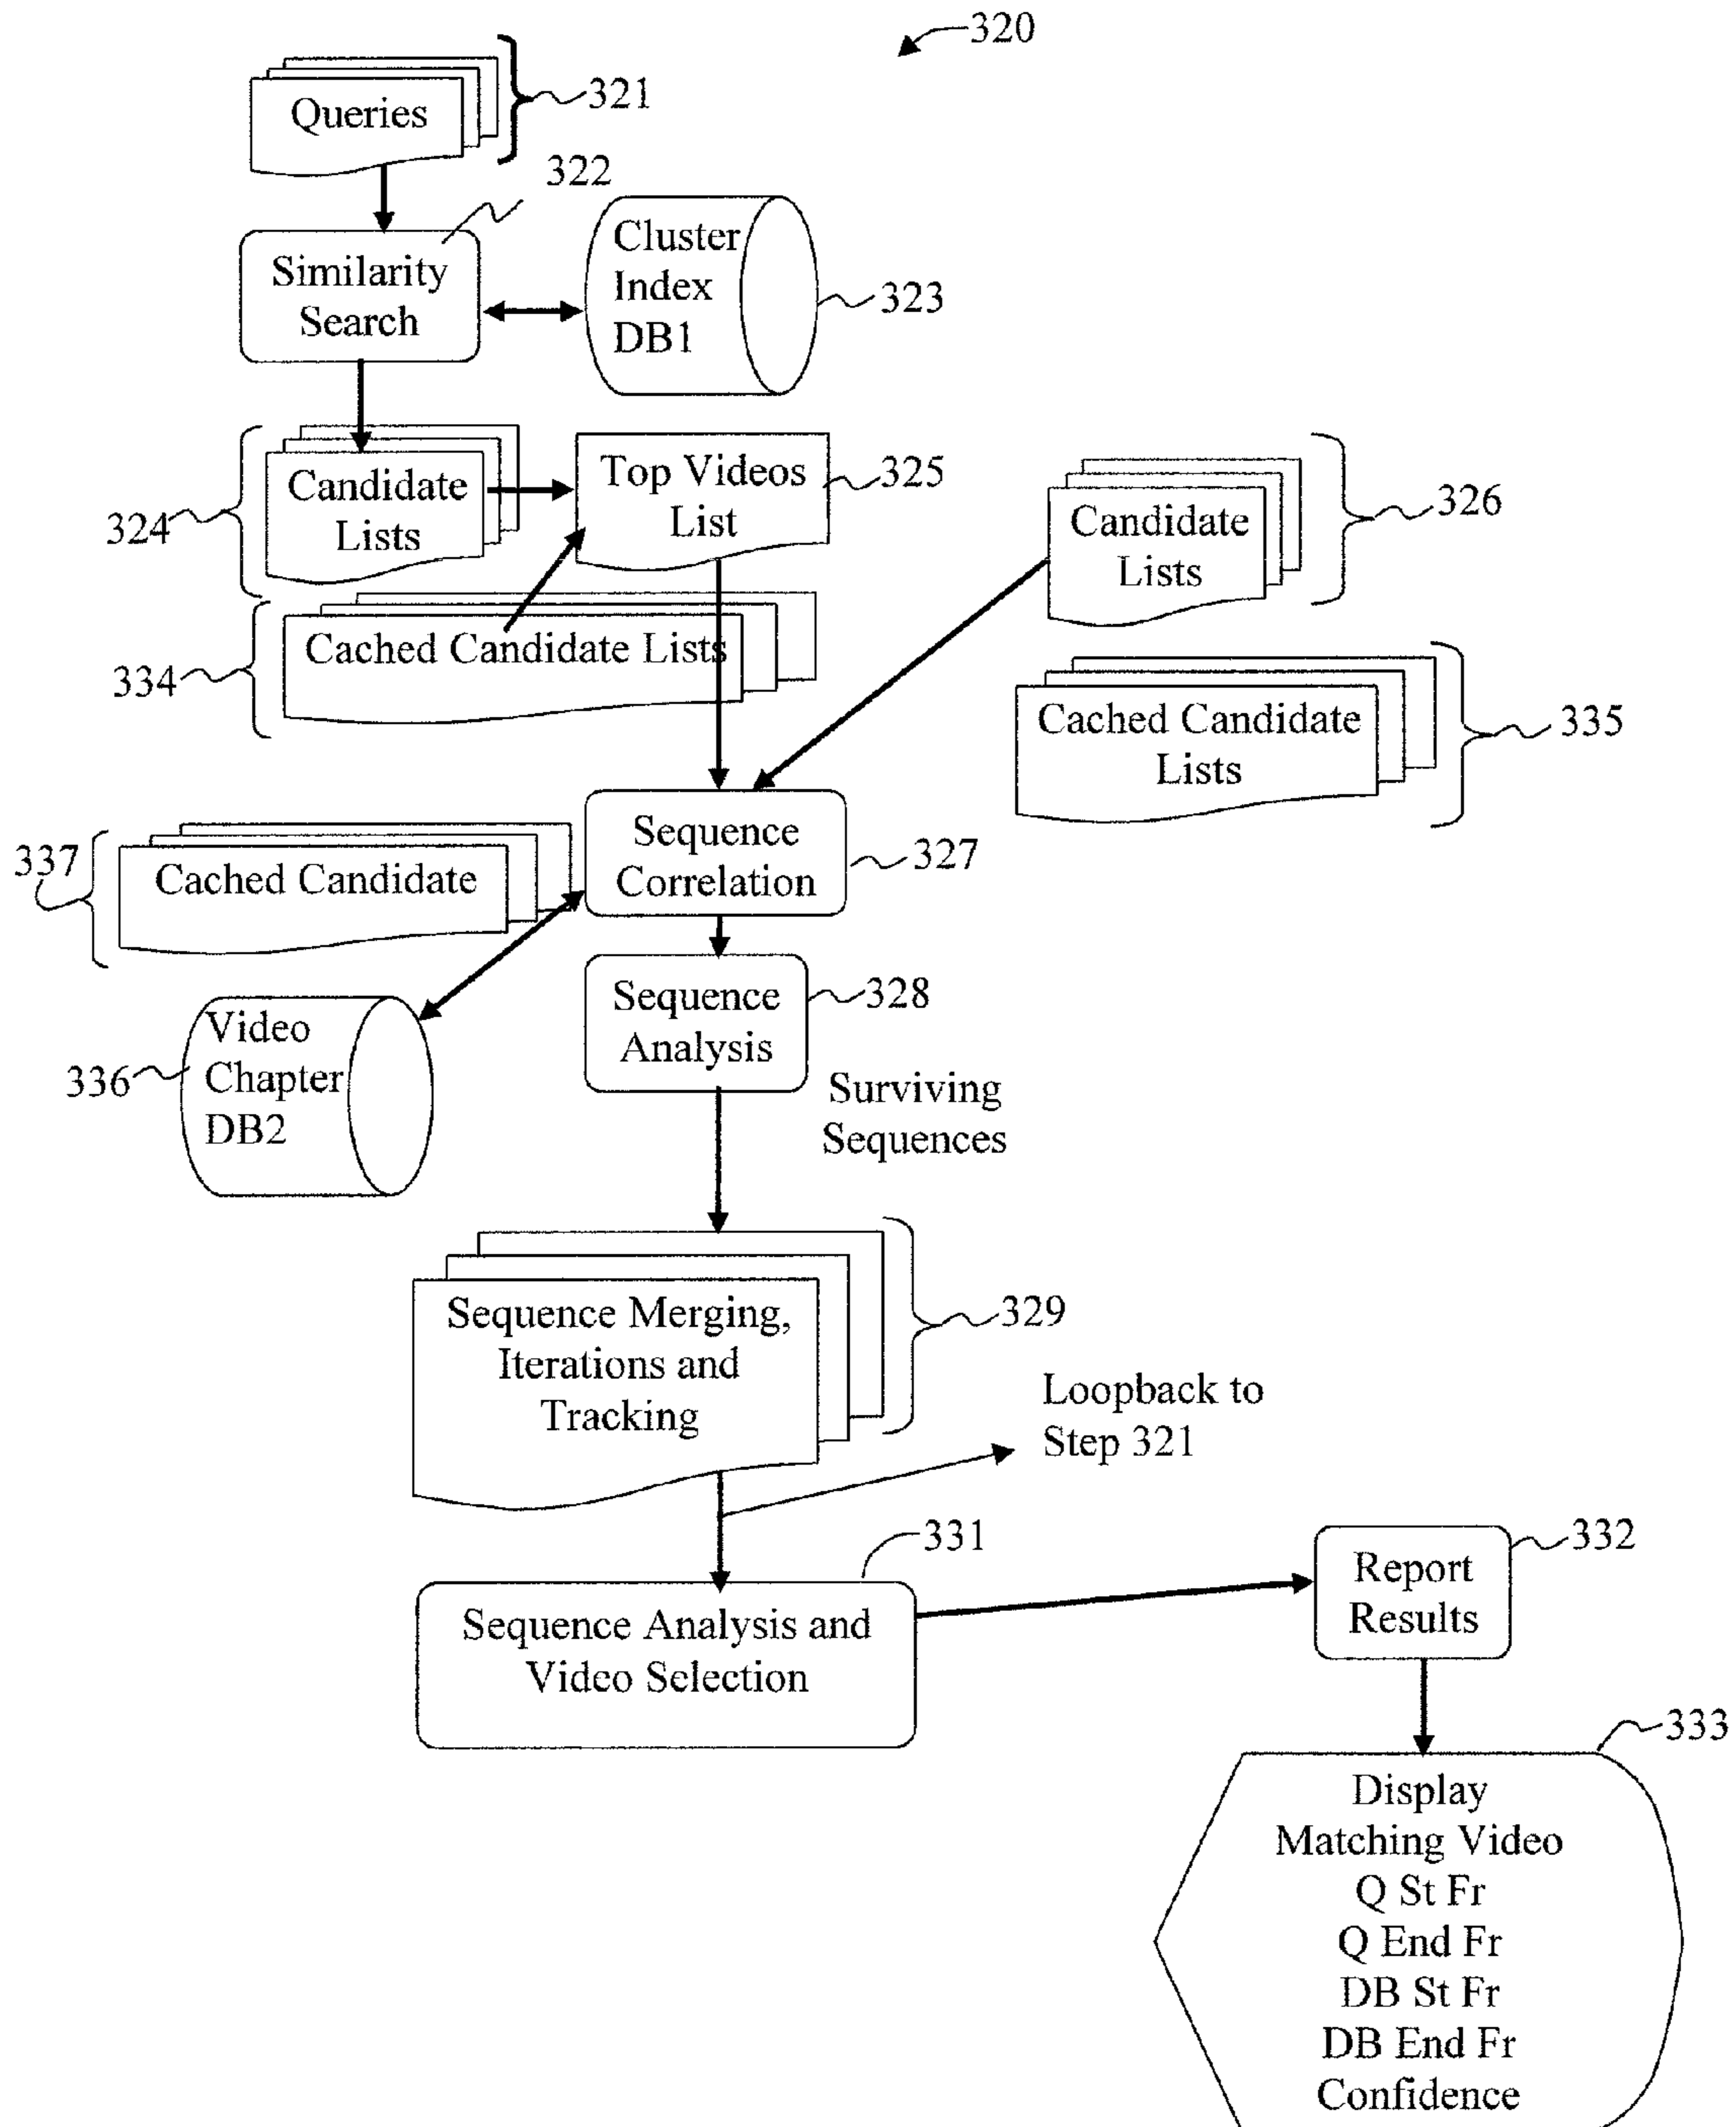 320
Queries
321
322
Similarity
Search
Cluster
Index
DB1
323
324
Candidate
Lists
Top Videos
List
325
Candidate
Lists
326
334
Cached Candidate Lists
Cached Candidate
Lists
335
337
Cached Candidate
Sequence
Correlation
327
336
Video
Chapter
DB2
Sequence
Analysis
328
Surviving
Sequences
Sequence Merging,
Iterations and
Tracking
329
Loopback to
Step 321
331
Sequence Analysis and
Video Selection
Report
Results
332
333
Display
Matching Video
Q St Fr
Q End Fr
DB St Fr
DB End Fr
Confidence